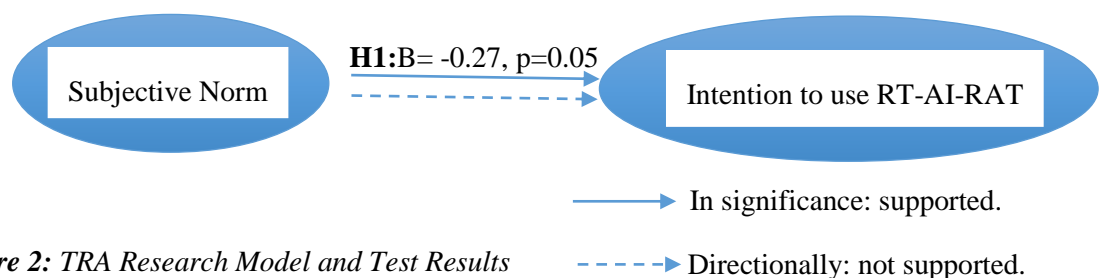 H1:B= -0.27, p=0.05
Subjective Norm
Intention to use RT-AI-RAT
In significance: supported.
2: TRA Research Model and Test Results
Directionally: not supported.